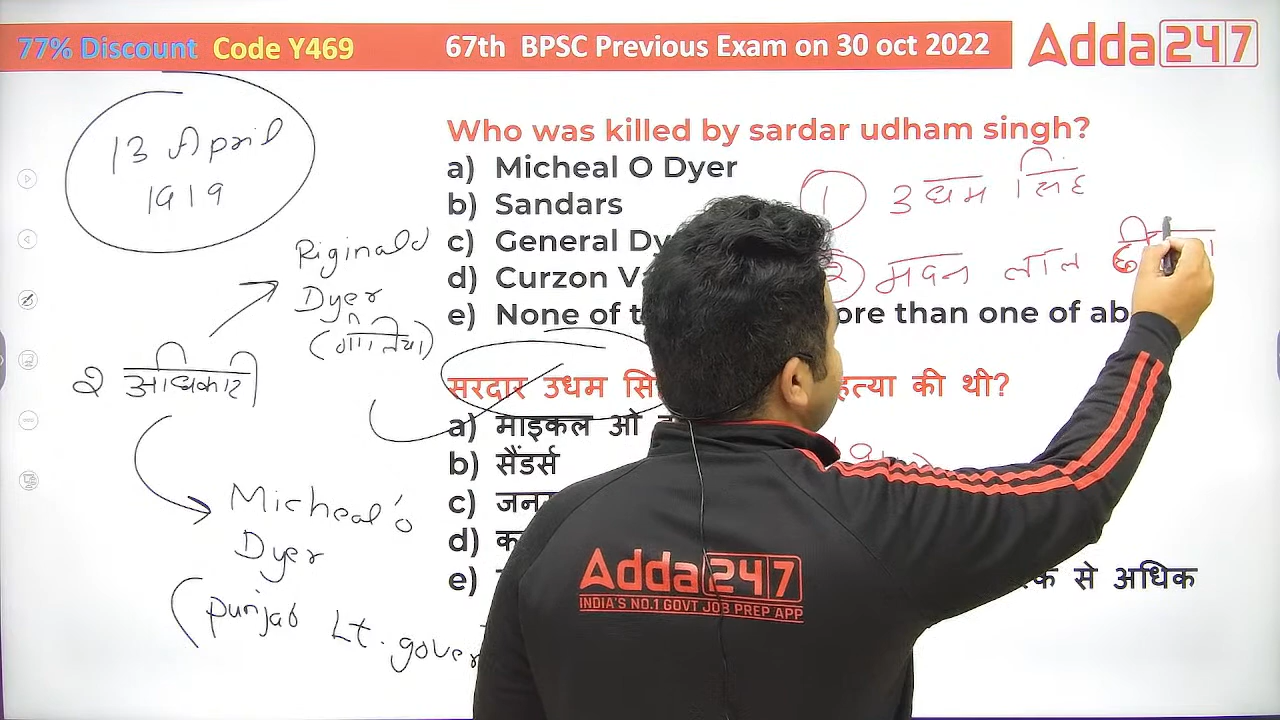 77% Discount Code Y469
67th BPSC Previous Exam on 30 oct 2022
Adda247
Who was killed by sardar udham singh?
a) Micheal O Dyer
b) Sandars
c) General Dy
d) Curzon
e) None of t ore than one of ab
सरदार उधम सि हत्या की थी?
a) माइकल ओ
b) सैंडर्स
c) जन
d) क
e)
से अधिक
13 April
1919
Riginald
Dyer
२ अधिकारी
Micheal'o
Dyer
(punjab Lt. gover
1 उधम सिंह
२ मदन लाल
Adda247
INDIA'S NO.1 GOVT JOB PREP APP